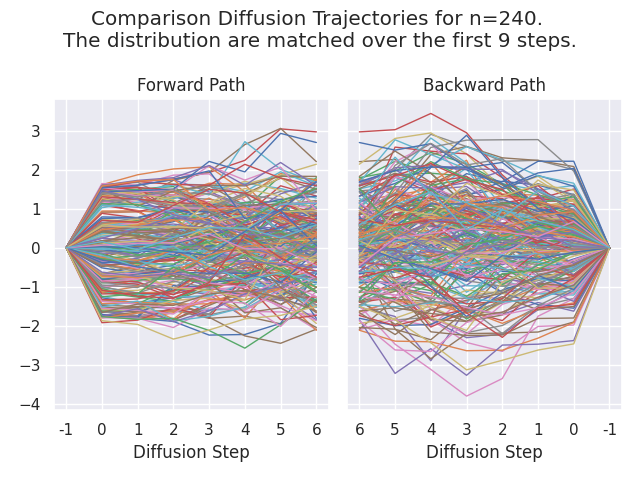 Comparison Diffusion Trajectories for n=240.
The distribution are matched over the first 9 steps.
Forward Path
Backward Path
3
2
1
0
−1
−2
−3
−4
-1 0 1 2 3 4 5 6
6 5 4 3 2 1 0 -1
Diffusion Step
Diffusion Step